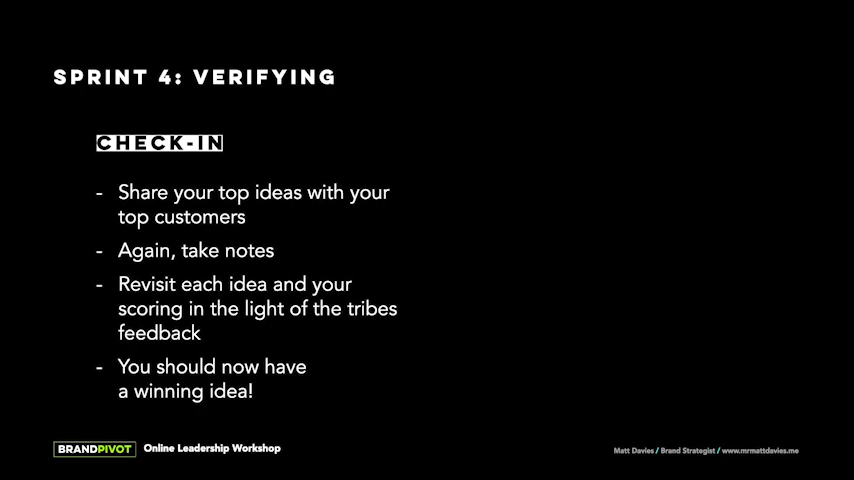 SPRINT 4: VERIFYING
CHECK-IN
- Share your top ideas with your
top customers
- Again, take notes
- Revisit each idea and your
scoring in the light of the tribes
feedback
- You should now have
a winning idea!
BRANDPIVOT Online Leadership Workshop
Matt Davies / Brand Strategist / www.mrmattdavies.me